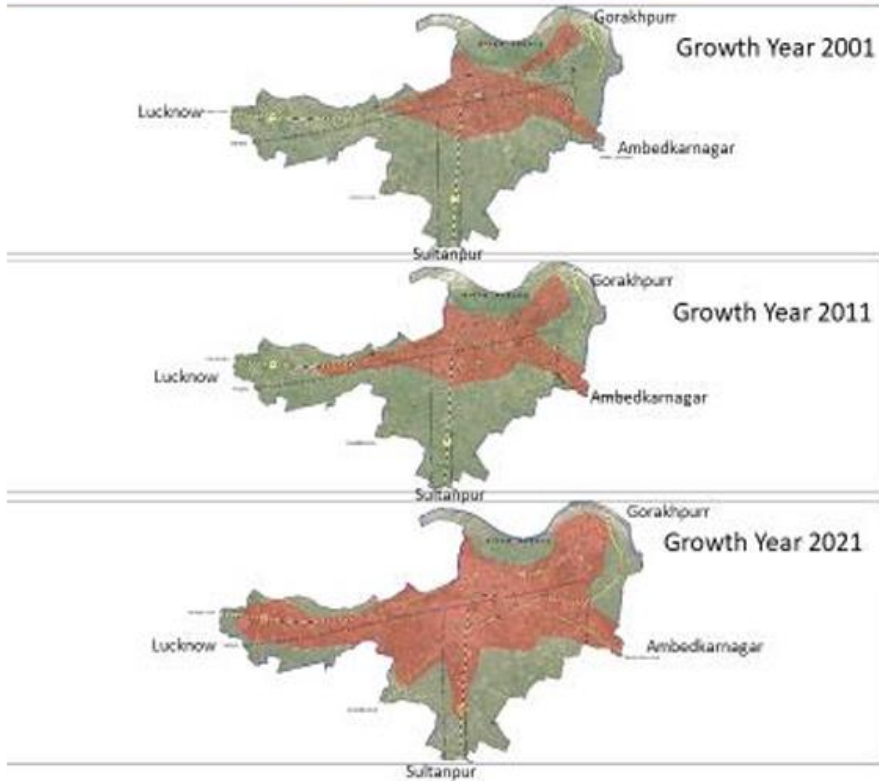 Gorakhpurr
Growth Year 2001
Lucknow
Ambedkarnagar
Sultanpur
Gorakhpurr
Growth Year 2011
Lucknow
Ambedkarnagar
Sultanpur
Gorakhpurr
Growth Year 2021
Lucknow
Ambedkarnagar
Sultanpur